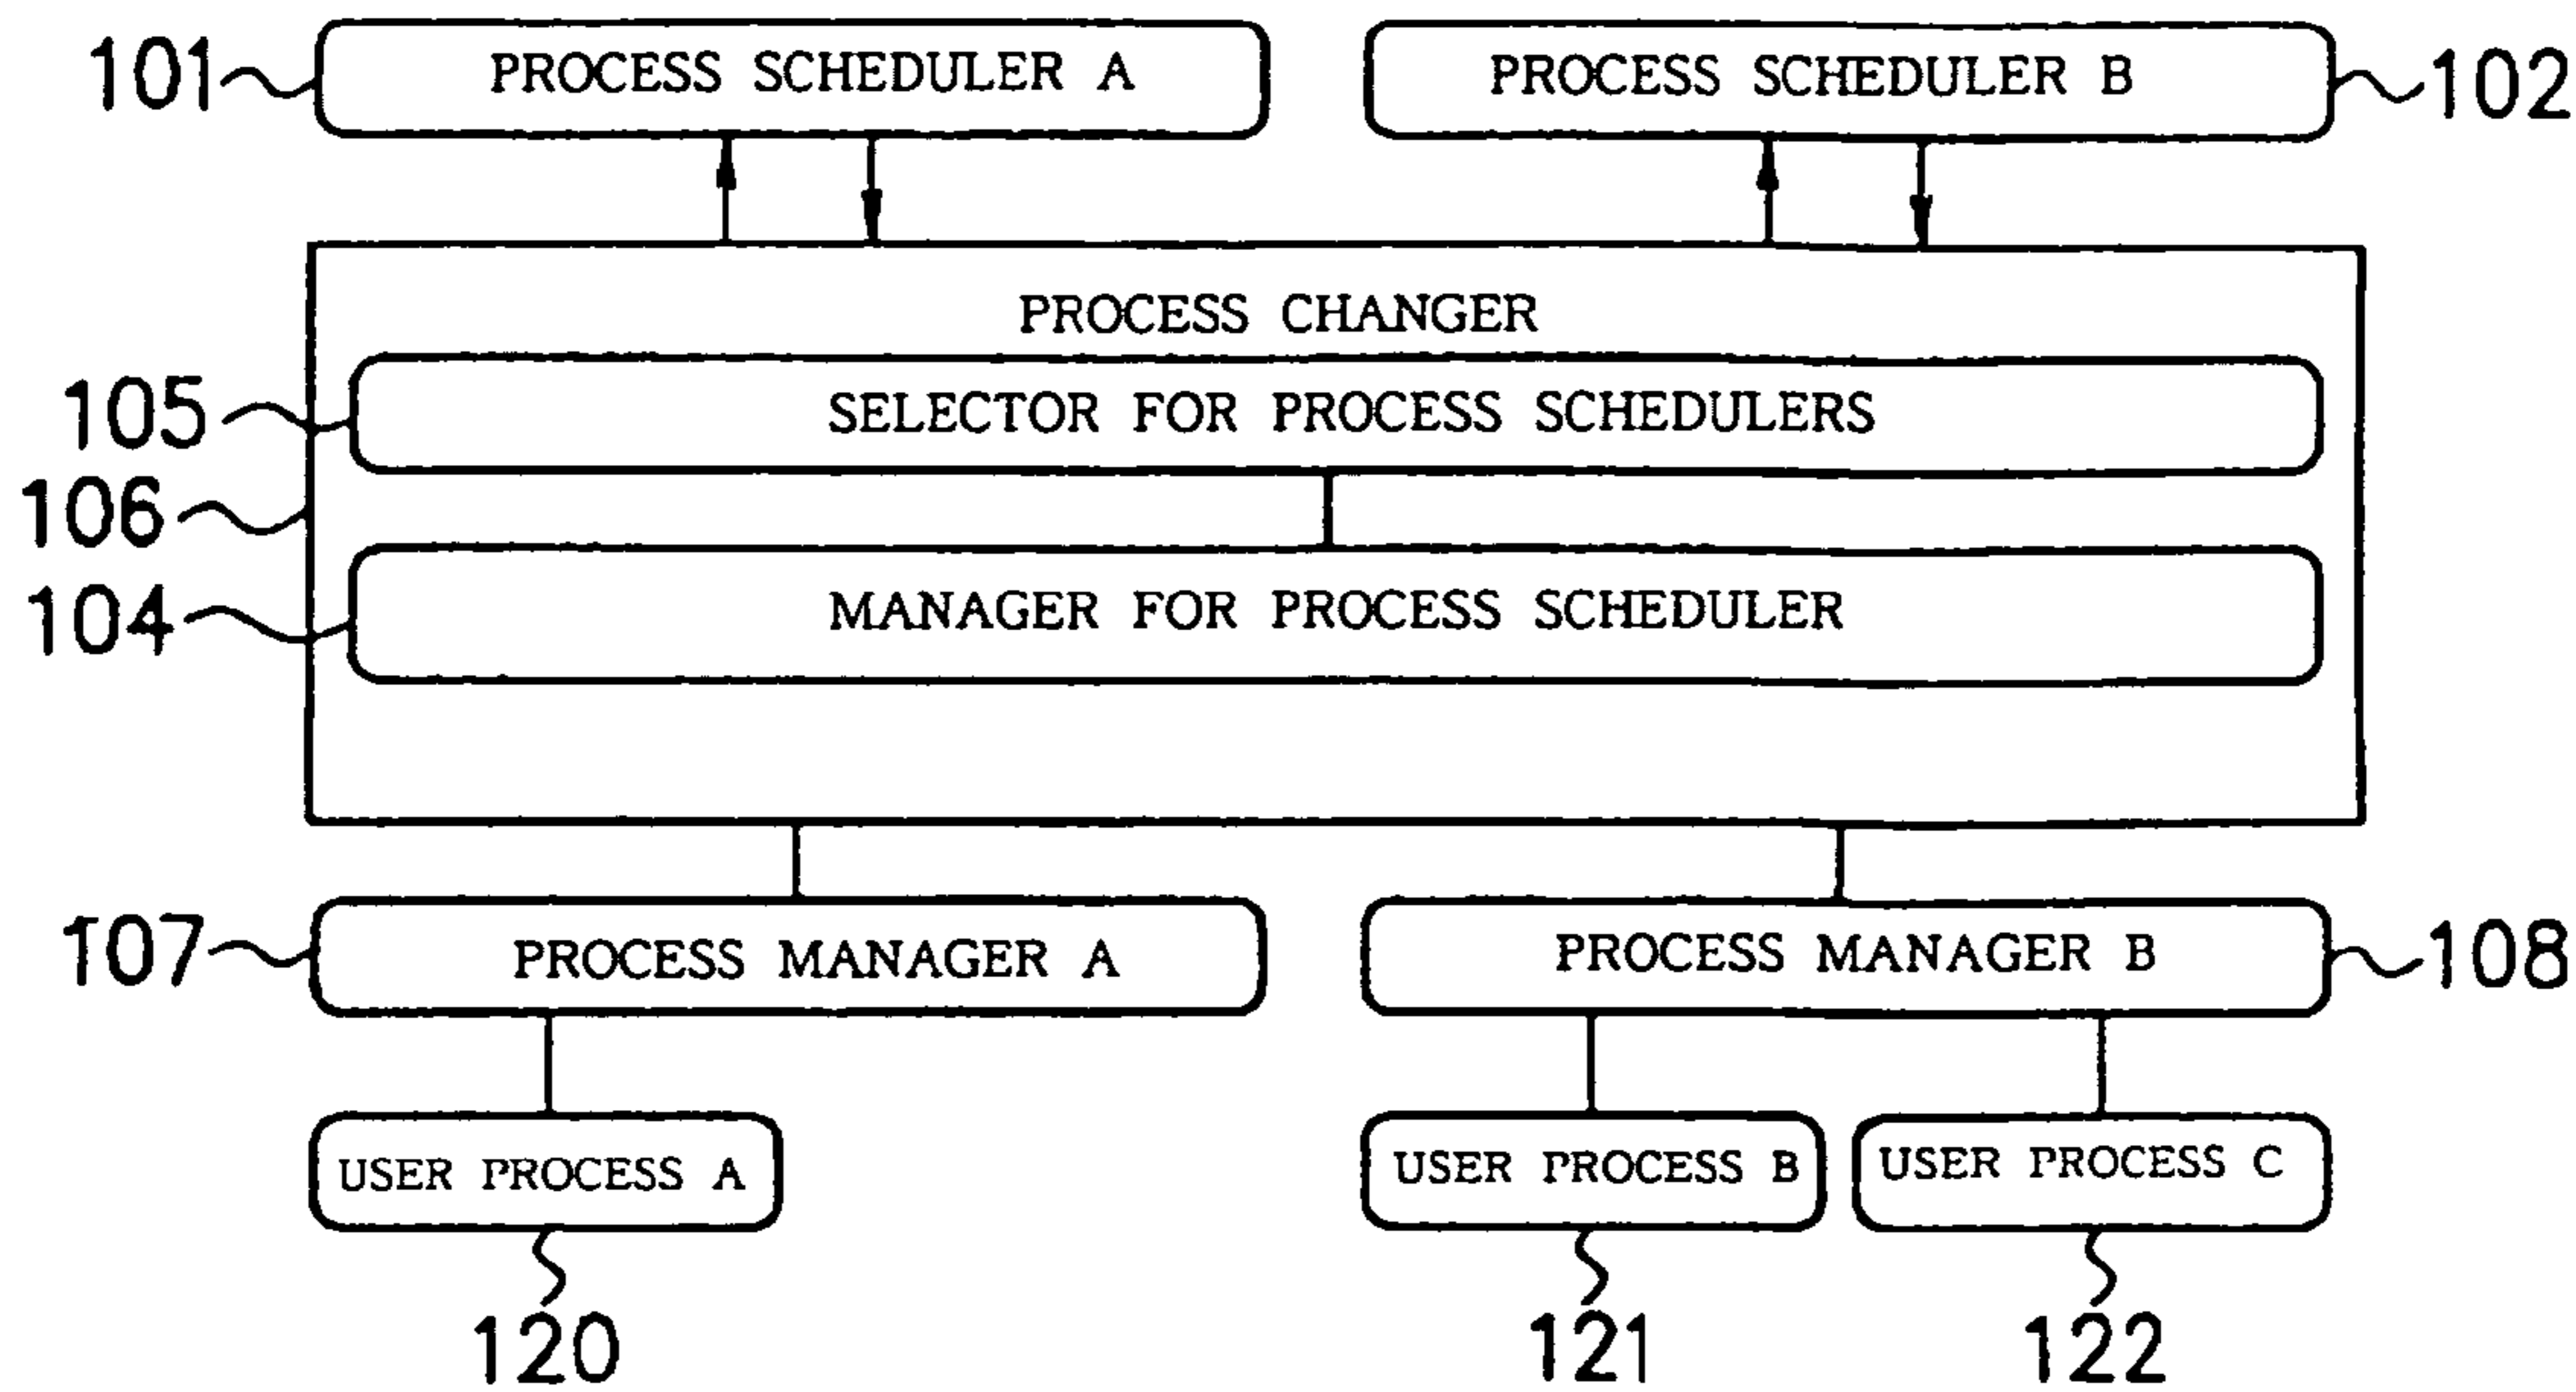 101
PROCESS SCHEDULER A
PROCESS SCHEDULER B
102
PROCESS CHANGER
105
SELECTOR FOR PROCESS SCHEDULERS
106
104
MANAGER FOR PROCESS SCHEDULER
107
PROCESS MANAGER A
PROCESS MANAGER B
108
USER PROCESS A
USER PROCESS B
USER PROCESS C
120
121
122